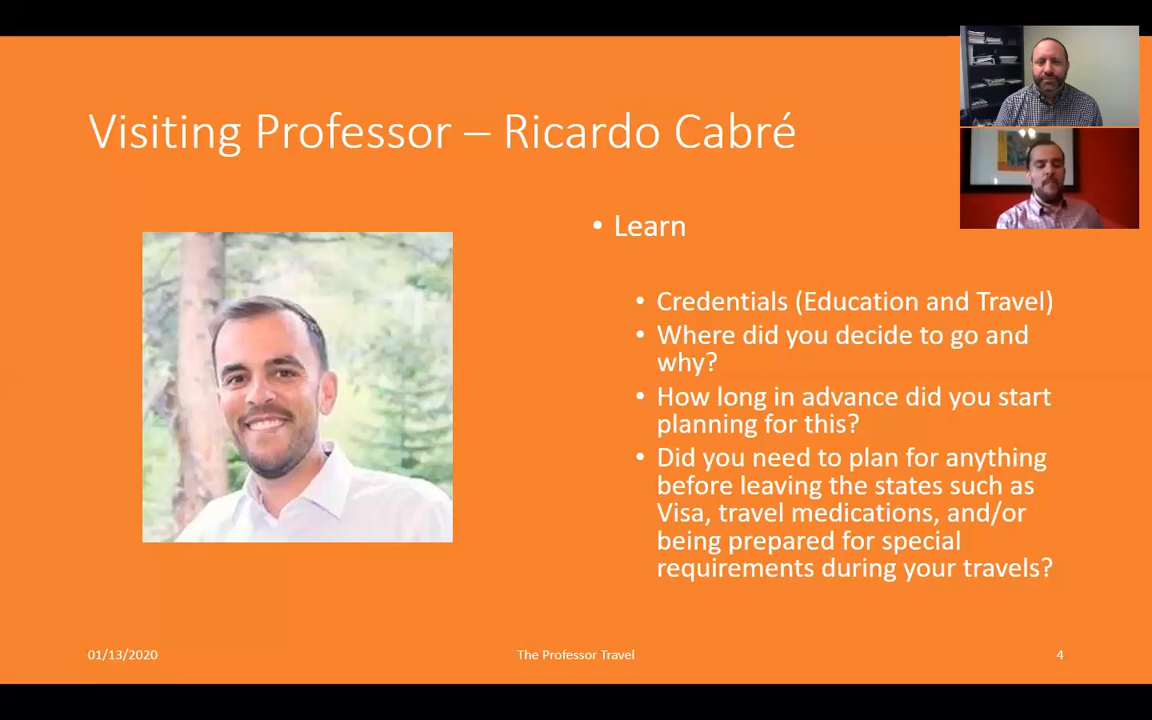 Visiting Professor – Ricardo Cabré
• Learn
• Credentials (Education and Travel)
• Where did you decide to go and
why?
• How long in advance did you start
planning for this?
• Did you need to plan for anything
before leaving the states such as
Visa, travel medications, and/or
being prepared for special
requirements during your travels?
01/13/2020
The Professor Travel
4